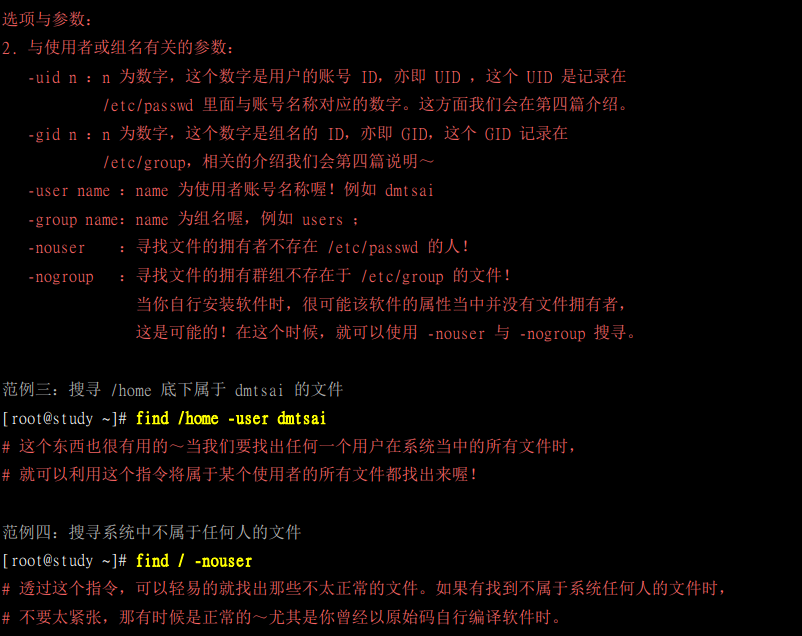 选项与参数：
2. 与使用者或组名有关的参数：
-uid n ：n 为数字，这个数字是用户的账号 ID，亦即 UID ，这个 UID 是记录在
/etc/passwd 里面与账号名称对应的数字。这方面我们会在第四篇介绍。
-gid n ：n 为数字，这个数字是组名的 ID，亦即 GID，这个 GID 记录在
/etc/group，相关的介绍我们会第四篇说明～
-user name ：name 为使用者账号名称喔！例如 dmtsai
-group name：name 为组名喔，例如 users ；
-nouser ：寻找文件的拥有者不存在 /etc/passwd 的人！
-nogroup ：寻找文件的拥有群组不存在于 /etc/group 的文件！
当你自行安装软件时，很可能该软件的属性当中并没有文件拥有者，
这是可能的！在这个时候，就可以使用 -nouser 与 -nogroup 搜寻。
范例三：搜寻 /home 底下属于 dmtsai 的文件
[root@study ~]# find /home -user dmtsai
# 这个东西也很有用的～当我们要找出任何一个用户在系统当中的所有文件时，
# 就可以利用这个指令将属于某个使用者的所有文件都找出来喔！
范例四：搜寻系统中不属于任何人的文件
[root@study ~]# find / -nouser
# 透过这个指令，可以轻易的就找出那些不太正常的文件。如果有找到不属于系统任何人的文件时，
# 不要太紧张，那有时候是正常的～尤其是你曾经以原始码自行编译软件时。